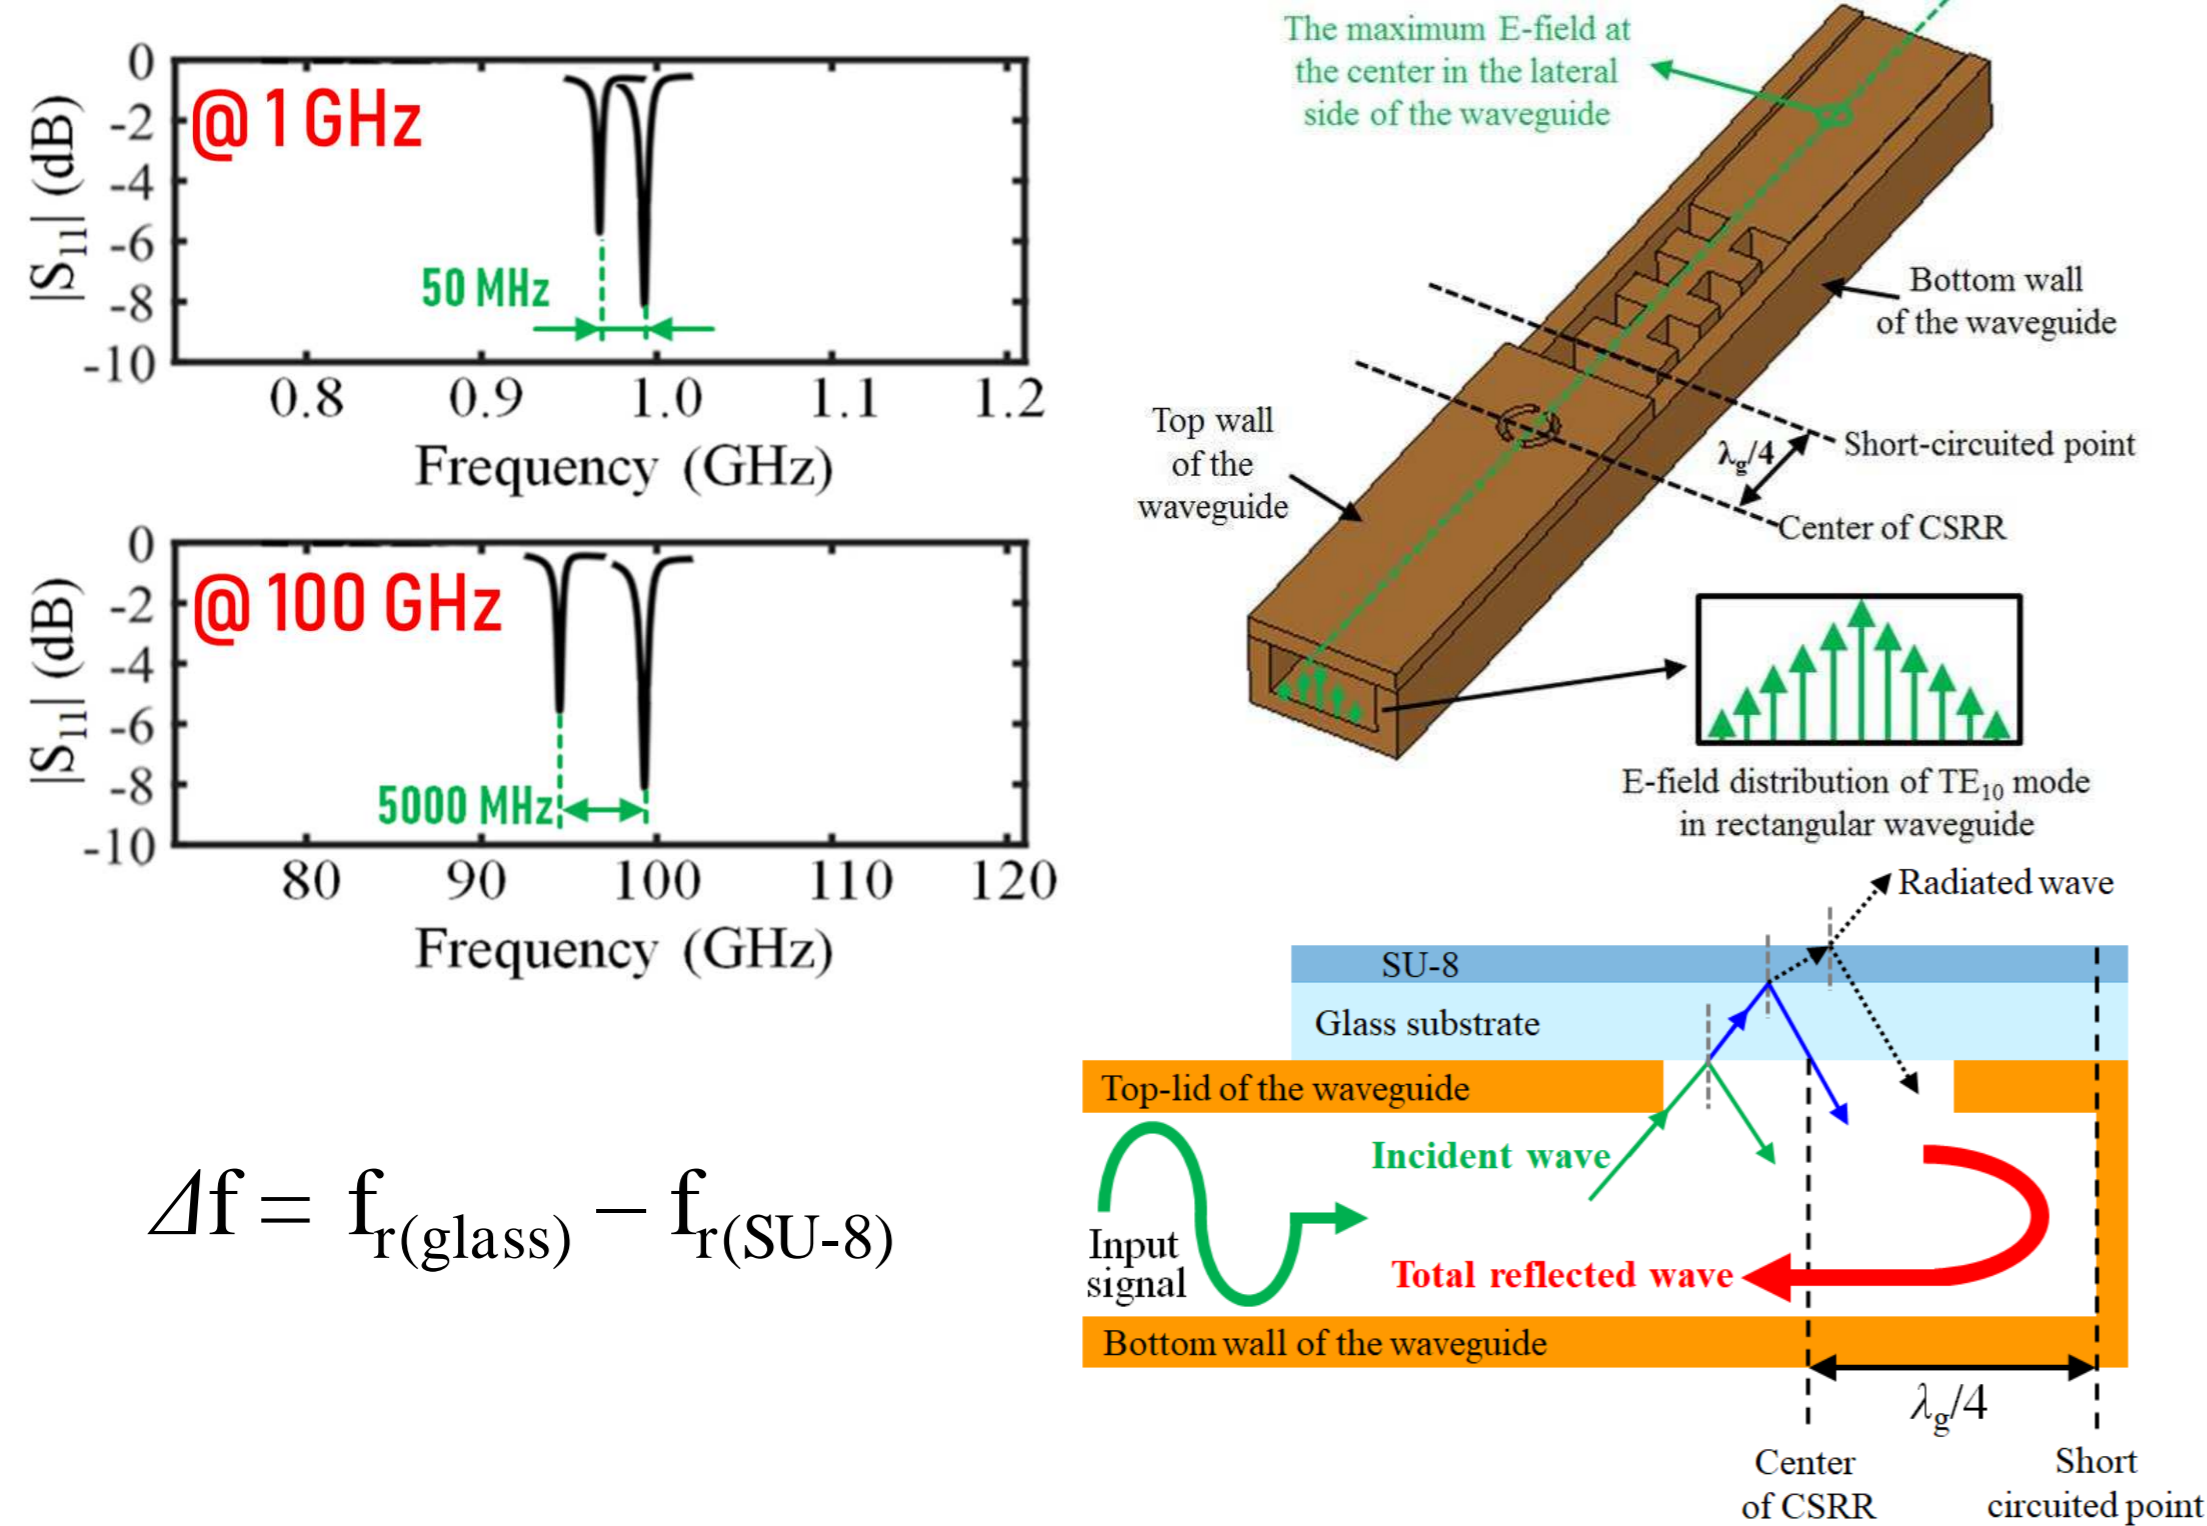 0
-2
-4
-6
-8
-10
|S11| (dB)
@ 1 GHz
50 MHz
0.8 0.9 1.0 1.1 1.2
Frequency (GHz)
0
-2
-4
-6
-8
-10
|S11| (dB)
@ 100 GHz
5000 MHz
80 90 100 110 120
Frequency (GHz)
Δf = fr(glass) – fr(SU-8)
The maximum E-field at
the center in the lateral
side of the waveguide
Bottom wall
of the waveguide
Top wall
of the
waveguide
λg/4
Short-circuited point
Center of CSRR
E-field distribution of TE10 mode
in rectangular waveguide
Radiated wave
SU-8
Glass substrate
Top-lid of the waveguide
Incident wave
Input
signal
Total reflected wave
Bottom wall of the waveguide
λg/4
Center
of CSRR
Short
circuited point